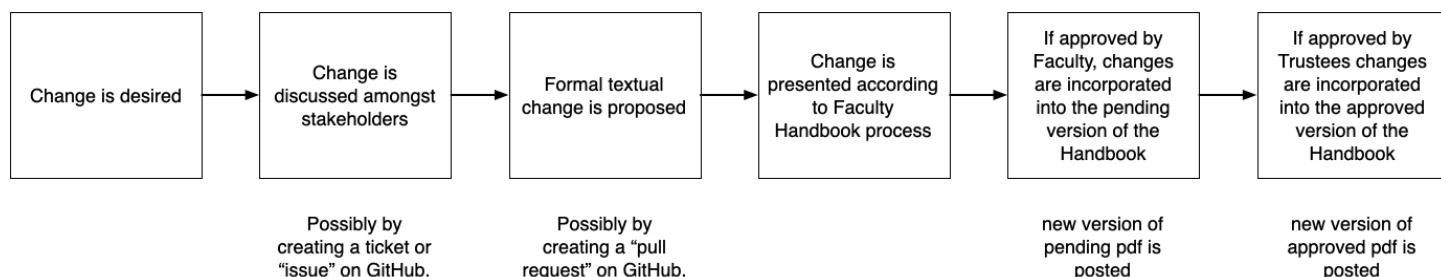 Change is desired
Change is
discussed amongst
stakeholders
Formal textual
change is proposed
Change is
presented according
to Faculty
Handbook process
If approved by
Faculty, changes
are incorporated
into the pending
version of the
Handbook
If approved by
Trustees changes
are incorporated
into the approved
version of the
Handbook
Possibly by
creating a ticket or
“issue” on GitHub.
Possibly by
creating a “pull
request” on GitHub.
new version of
pending pdf is
posted
new version of
approved pdf is
posted